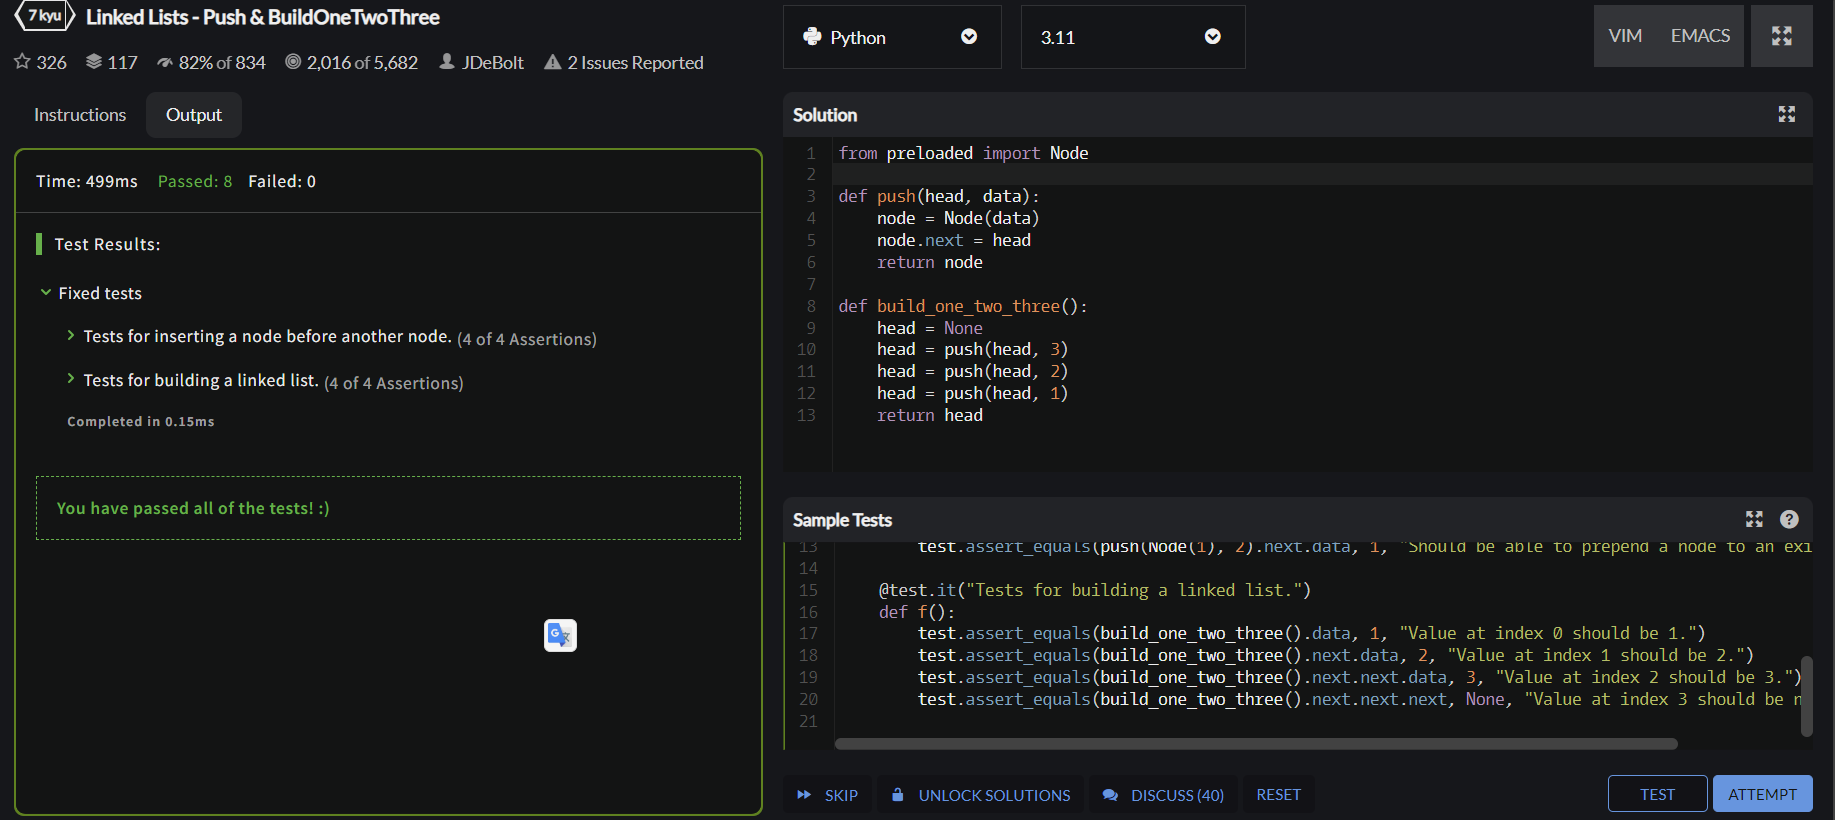 7 kyu Linked Lists - Push & BuildOneTwoThree
326 117 82% of 834 2,016 of 5,682 JDeBolt 2 Issues Reported
Instructions Output
Time: 499ms Passed: 8 Failed: 0
Test Results:
Fixed tests
Tests for inserting a node before another node. (4 of 4 Assertions)
Tests for building a linked list. (4 of 4 Assertions)
Completed in 0.15ms
You have passed all of the tests! :)
Python 3.11 VIM EMACS
Solution
1 from preloaded import Node
2
3 def push(head, data):
4 node = Node(data)
5 node.next = head
6 return node
7
8 def build_one_two_three():
9 head = None
10 head = push(head, 3)
11 head = push(head, 2)
12 head = push(head, 1)
13 return head
Sample Tests
13 test.assert_equals(push(Node(1), 2).next.data, 1, "Should be able to prepend a node to an exi
14
15 @test.it("Tests for building a linked list.")
16 def f():
17 test.assert_equals(build_one_two_three().data, 1, "Value at index 0 should be 1.")
18 test.assert_equals(build_one_two_three().next.data, 2, "Value at index 1 should be 2.")
19 test.assert_equals(build_one_two_three().next.next.data, 3, "Value at index 2 should be 3.")
20 test.assert_equals(build_one_two_three().next.next.next, None, "Value at index 3 should be n
21
SKIP UNLOCK SOLUTIONS DISCUSS (40) RESET TEST ATTEMPT